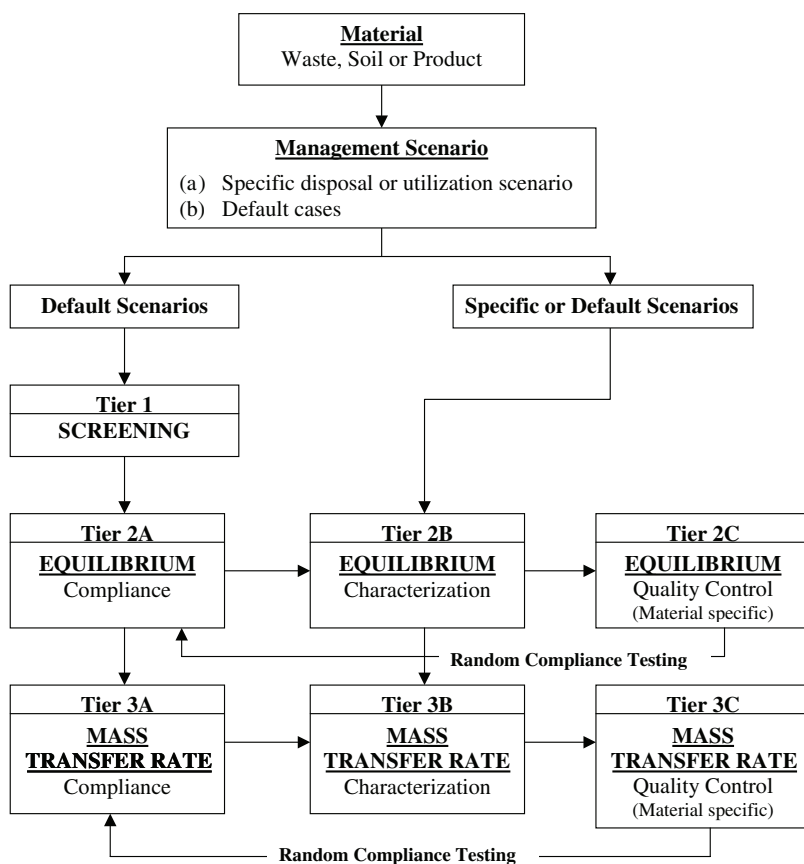 Material
Waste, Soil or Product
Management Scenario
(a) Specific disposal or utilization scenario
(b) Default cases
Default Scenarios
Specific or Default Scenarios
Tier 1
SCREENING
Tier 2A
EQUILIBRIUM
Compliance
Tier 2B
EQUILIBRIUM
Characterization
Tier 2C
EQUILIBRIUM
Quality Control
(Material specific)
Random Compliance Testing
Tier 3A
MASS
TRANSFER RATE
Compliance
Tier 3B
MASS
TRANSFER RATE
Characterization
Tier 3C
MASS
TRANSFER RATE
Quality Control
(Material specific)
Random Compliance Testing